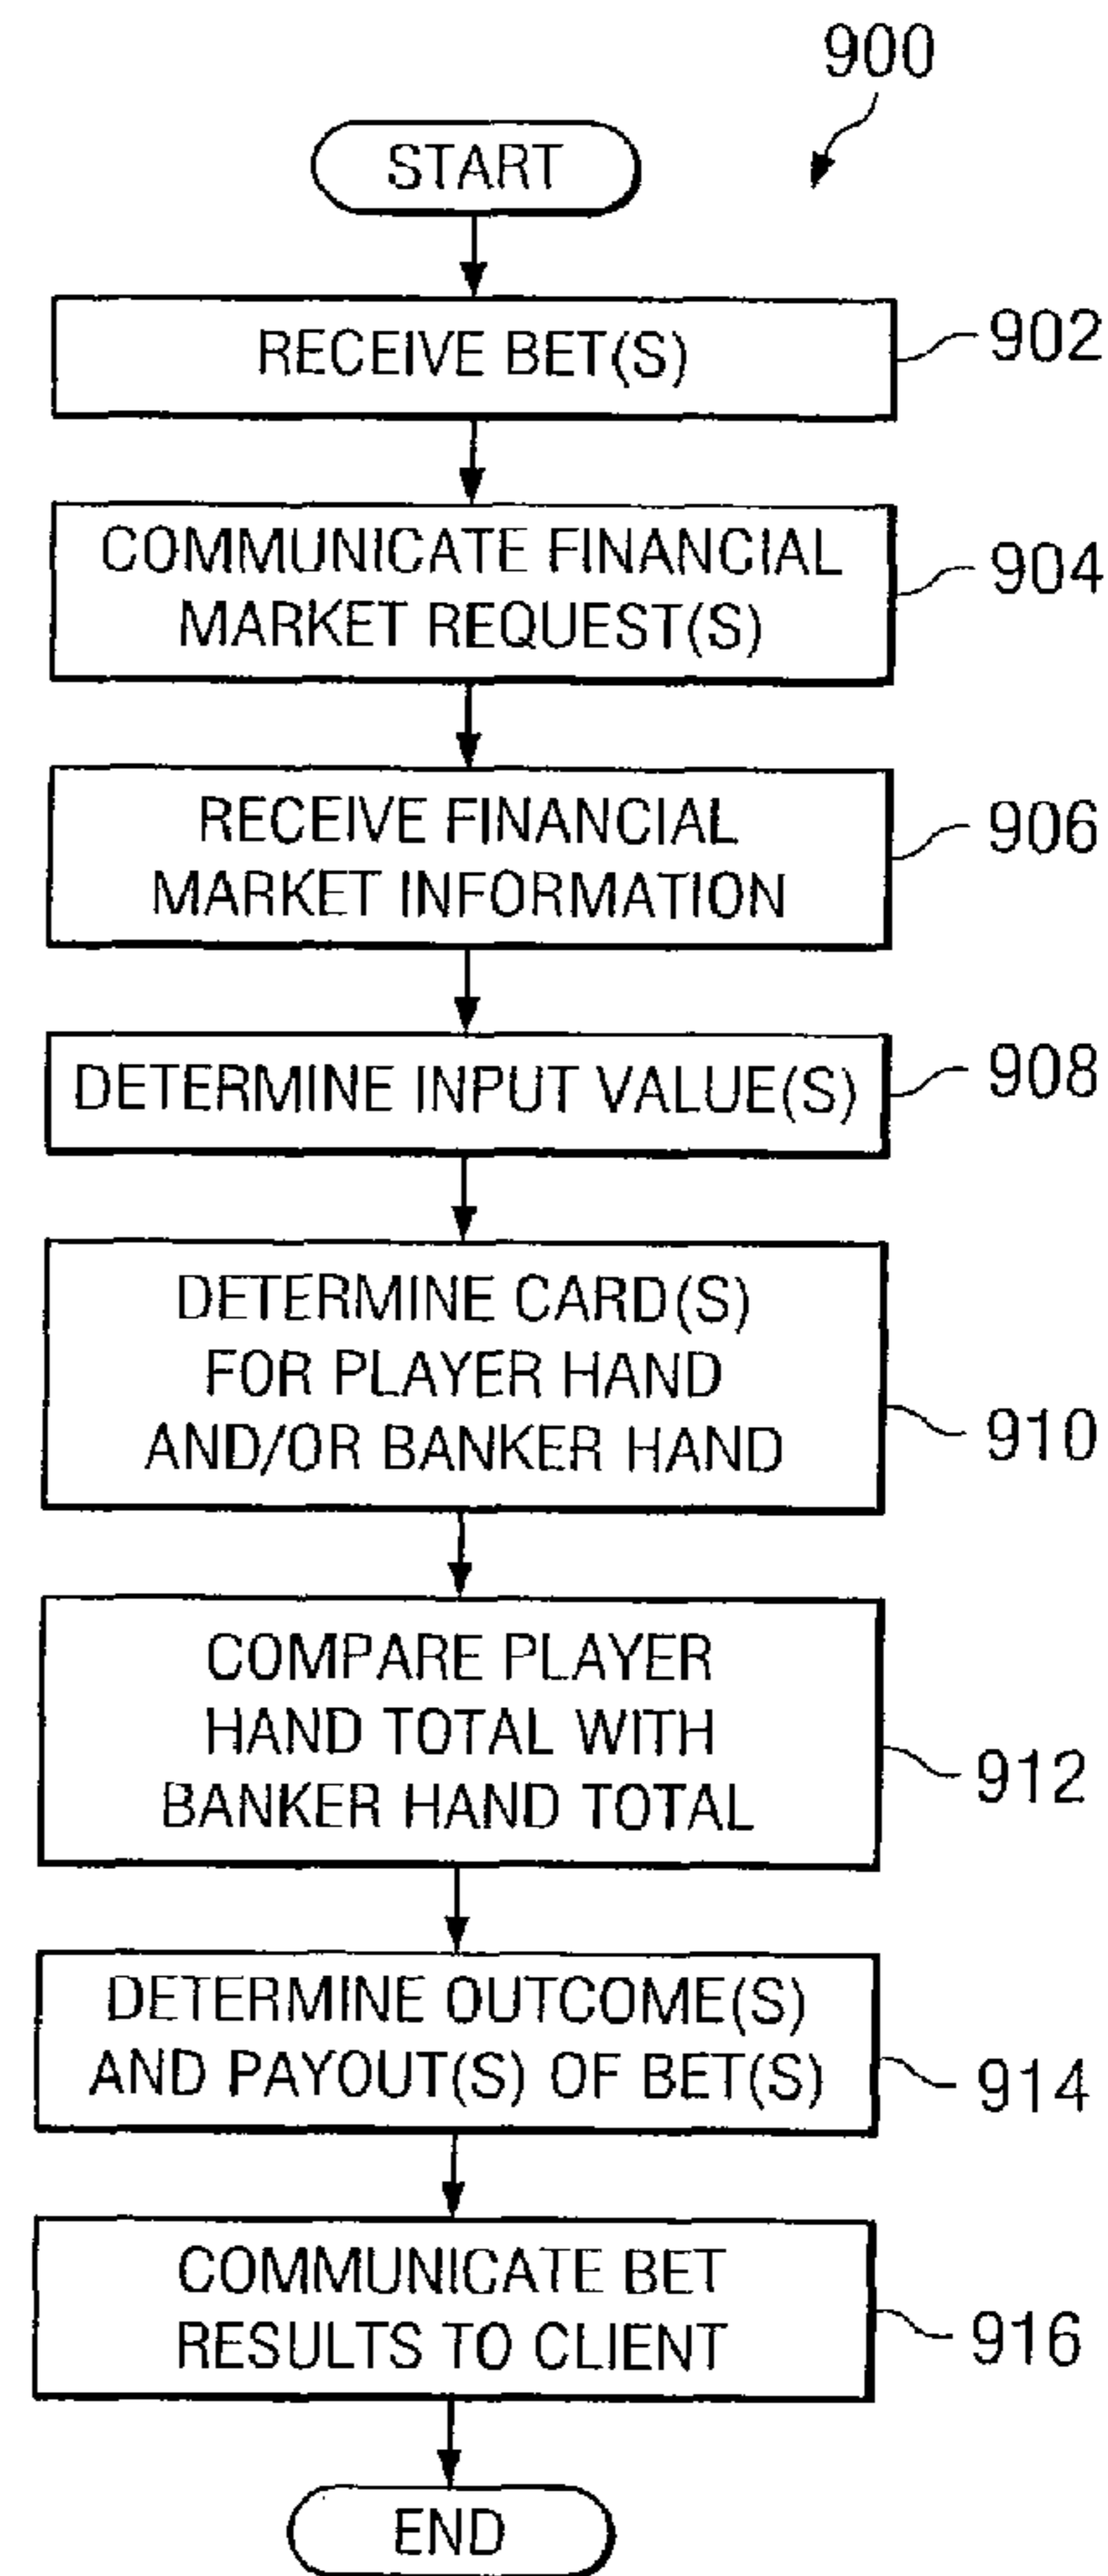 900
START
RECEIVE BET(S)
902
COMMUNICATE FINANCIAL
MARKET REQUEST(S)
904
RECEIVE FINANCIAL
MARKET INFORMATION
906
DETERMINE INPUT VALUE(S)
908
DETERMINE CARD(S)
FOR PLAYER HAND
AND/OR BANKER HAND
910
COMPARE PLAYER
HAND TOTAL WITH
BANKER HAND TOTAL
912
DETERMINE OUTCOME(S)
AND PAYOUT(S) OF BET(S)
914
COMMUNICATE BET
RESULTS TO CLIENT
916
END